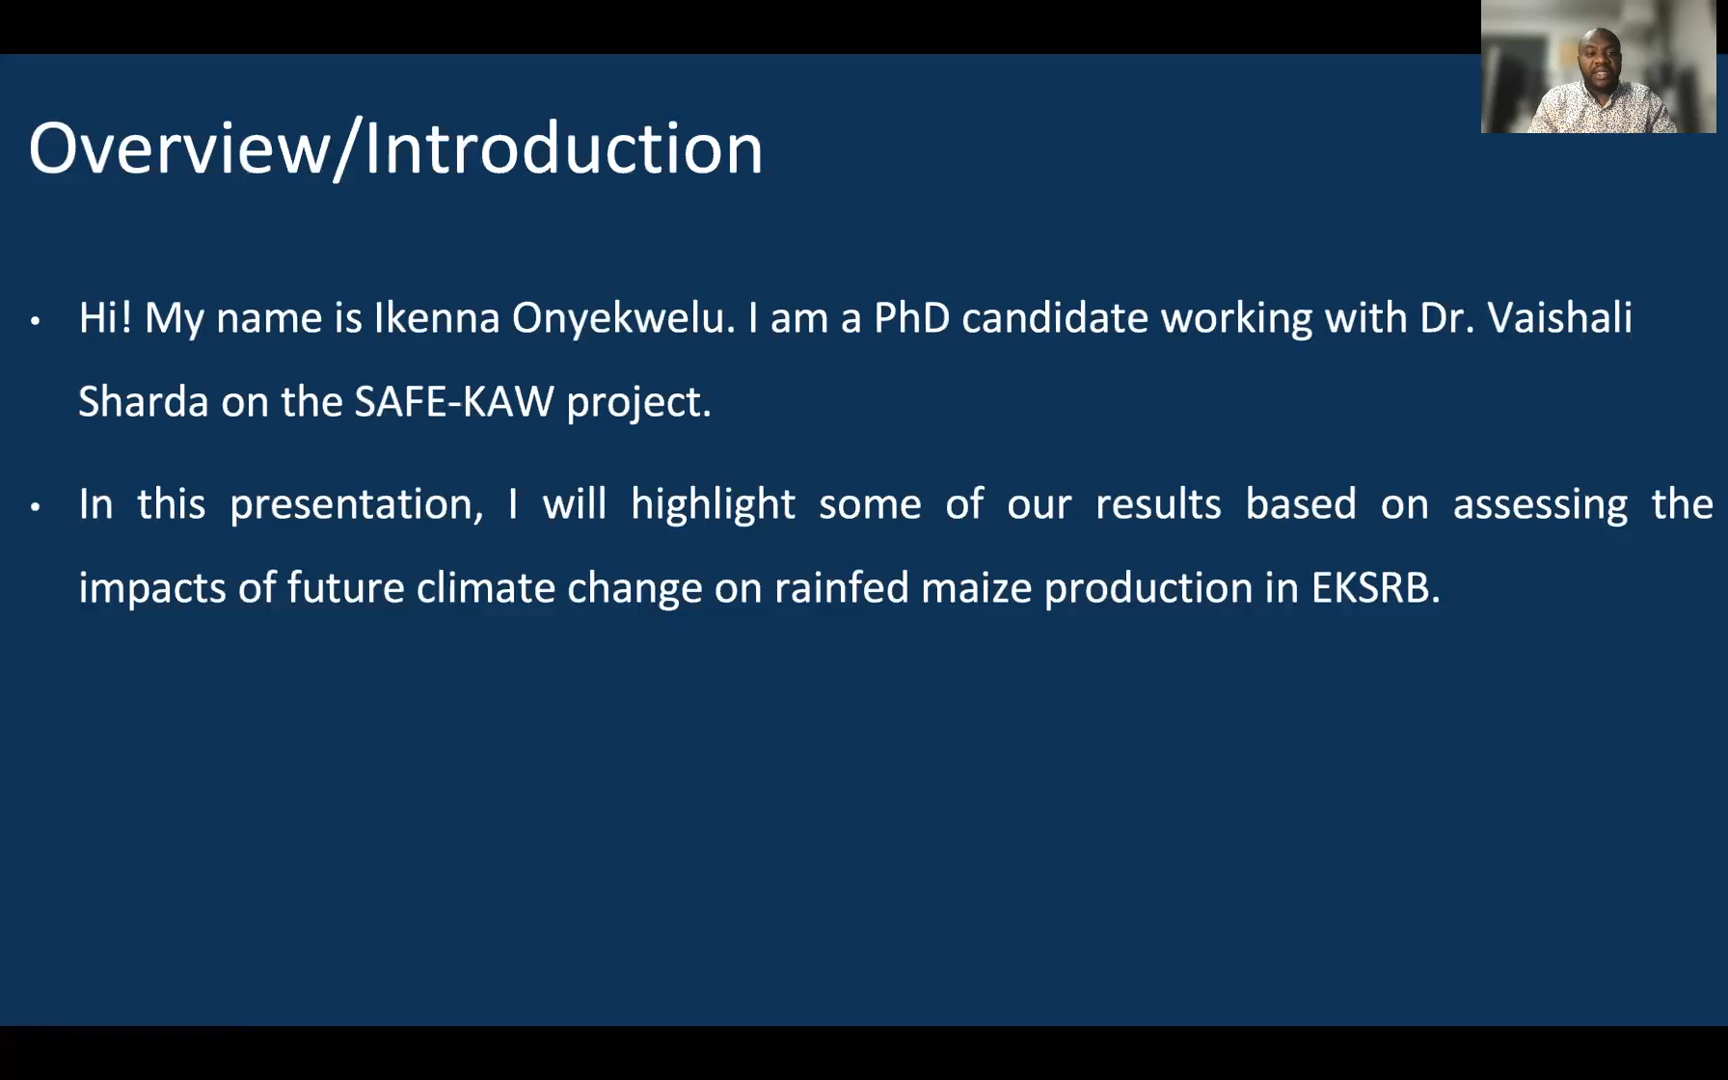 Overview/Introduction
• Hi! My name is Ikenna Onyekwelu. I am a PhD candidate working with Dr. Vaishali
Sharda on the SAFE-KAW project.
• In this presentation, I will highlight some of our results based on assessing the
impacts of future climate change on rainfed maize production in EKSRB.